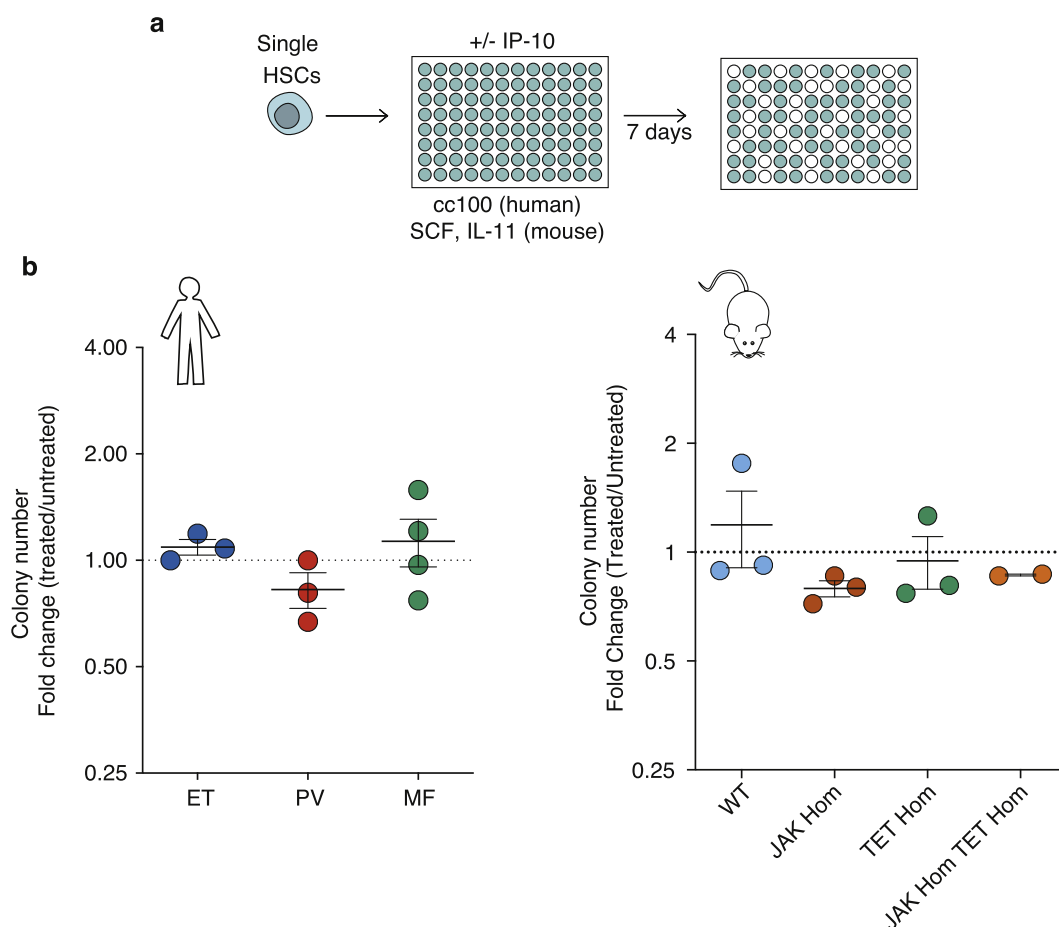 a
Single
HSCs
+/- IP-10
7 days
cc100 (human)
SCF, IL-11 (mouse)
b
Colony number
Fold change (treated/untreated)
4.00
2.00
1.00
0.50
0.25
ET
PV
MF
Colony number
Fold Change (Treated/Untreated)
4
2
1
0.5
0.25
WT
JAK Hom
TET Hom
JAK Hom TET Hom